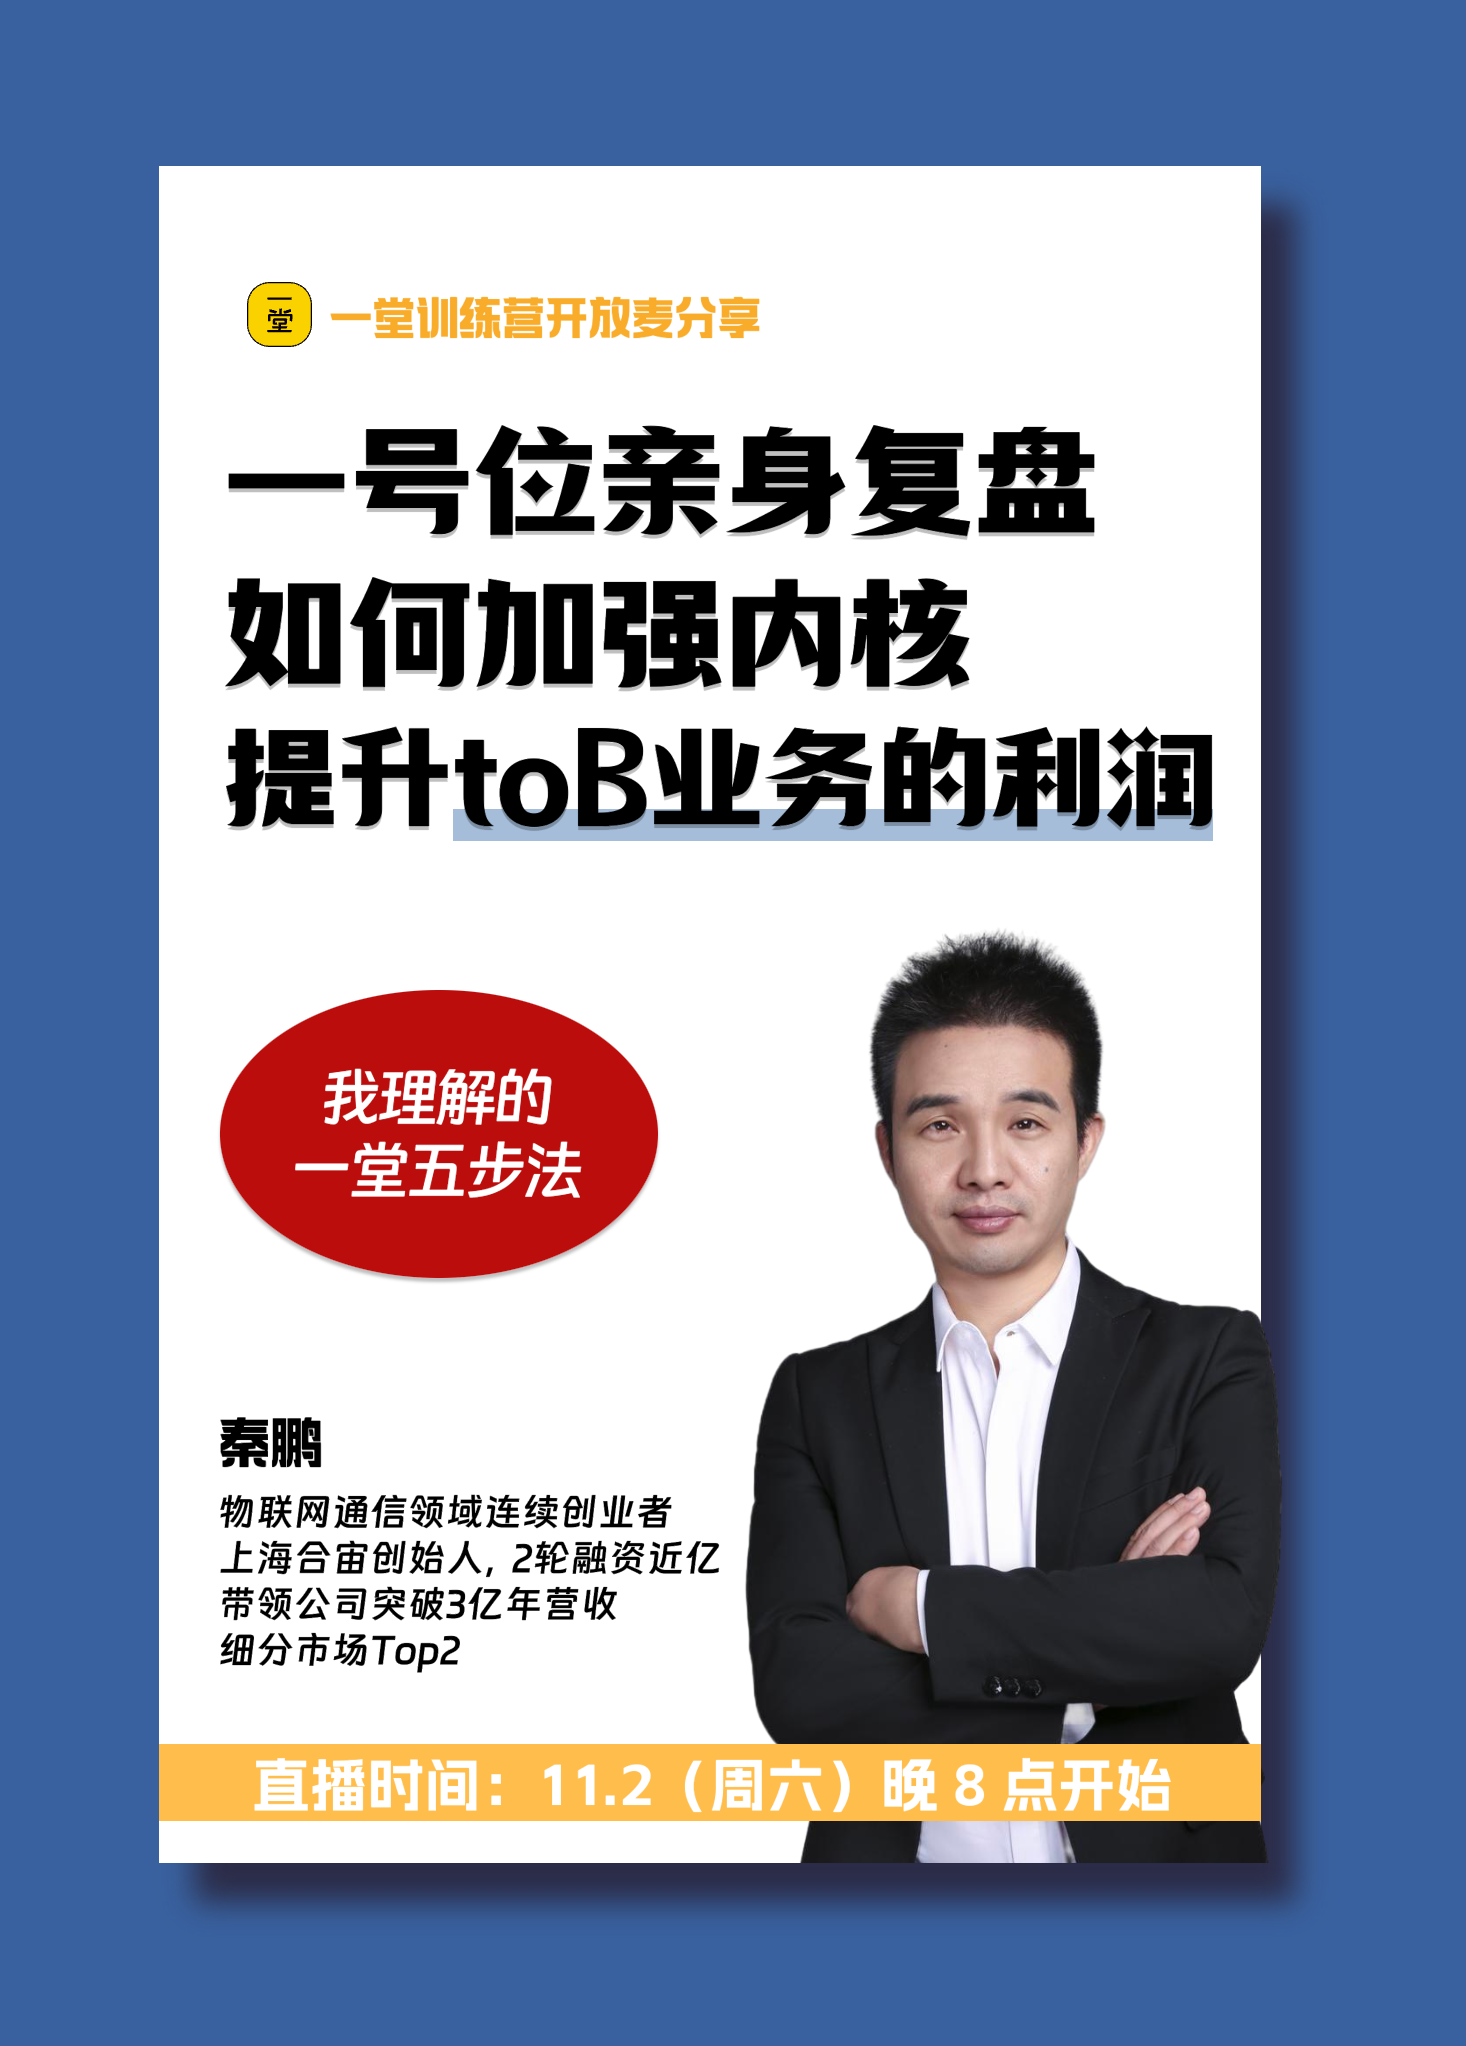 一堂
一堂训练营开放麦分享
一号位亲身复盘
如何加强内核
提升toB业务的利润
我理解的
一堂五步法
秦鹏
物联网通信领域连续创业者
上海合宙创始人, 2轮融资近亿
带领公司突破3亿年营收
细分市场Top2
直播时间：11.2（周六）晚 8 点开始